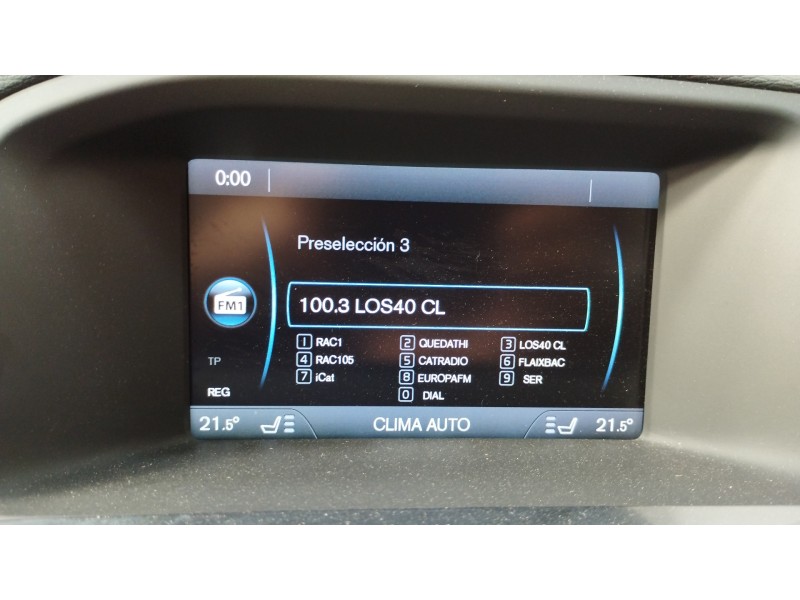 0:00
Preselección 3
FM1
100.3 LOS40 CL
1 RAC1 2 QUEDATHI 3 LOS40 CL
4 RAC105 5 CATRADIO 6 FLAIXBAC
7 iCat 8 EUROPAFM 9 SER
0 DIAL
TP
REG
21.5° CLIMA AUTO 21.5°